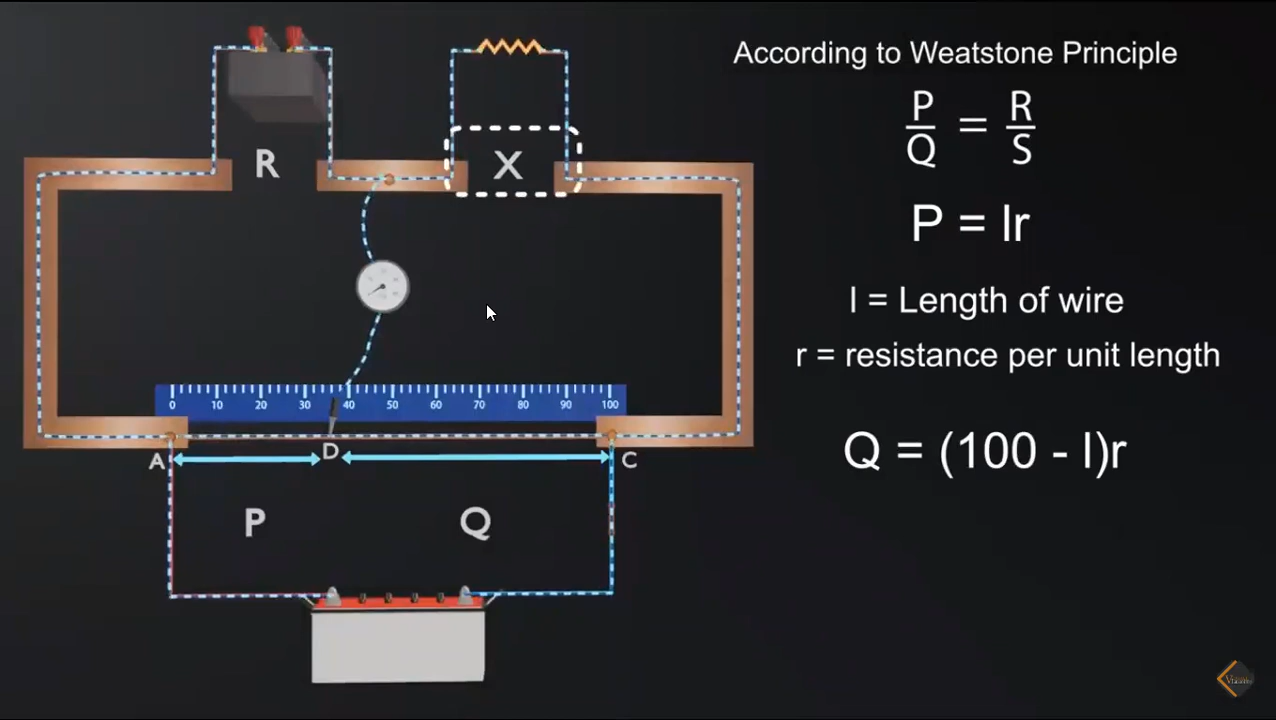 According to Weatstone Principle
P/Q = R/S
P = lr
l = Length of wire
r = resistance per unit length
Q = (100 - l)r
R
X
0 10 20 30 40 50 60 70 80 90 100
A
D
C
P
Q